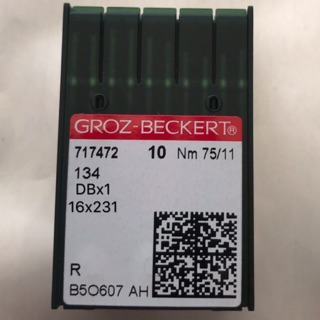 GROZ-BECKERT®
717472 10 Nm 75/11
134
DBx1
16x231
R
B5O607 AH